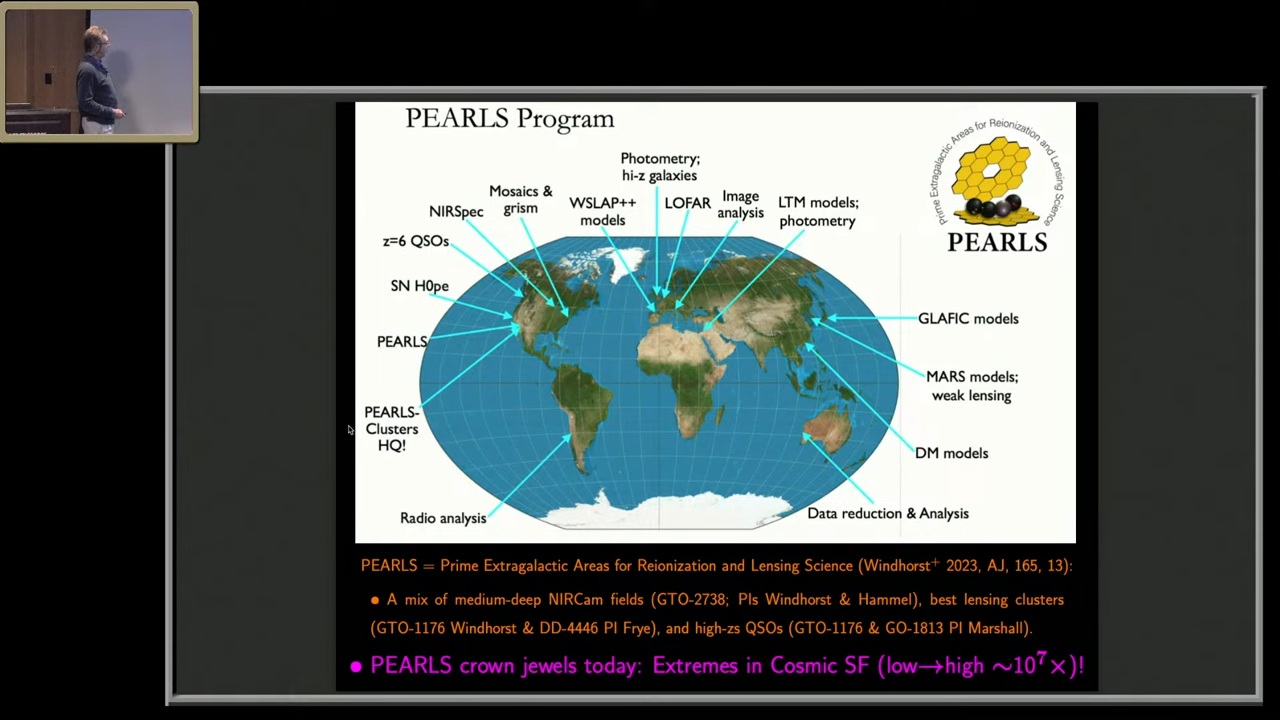 PEARLS Program
Prime Extragalactic Areas for Reionization and Lensing Science
PEARLS
Photometry;
hi-z galaxies
Mosaics &
grism
WSLAP++
models
LOFAR
Image
analysis
LTM models;
photometry
NIRSpec
z=6 QSOs
SN H0pe
PEARLS
PEARLS-
Clusters
HQ!
Radio analysis
GLAFIC models
MARS models;
weak lensing
DM models
Data reduction & Analysis
PEARLS = Prime Extragalactic Areas for Reionization and Lensing Science (Windhorst⁺ 2023, AJ, 165, 13):
● A mix of medium-deep NIRCam fields (GTO-2738; PIs Windhorst & Hammel), best lensing clusters
(GTO-1176 Windhorst & DD-4446 PI Frye), and high-zs QSOs (GTO-1176 & GO-1813 PI Marshall).
● PEARLS crown jewels today: Extremes in Cosmic SF (low→high ∼10⁷×)!